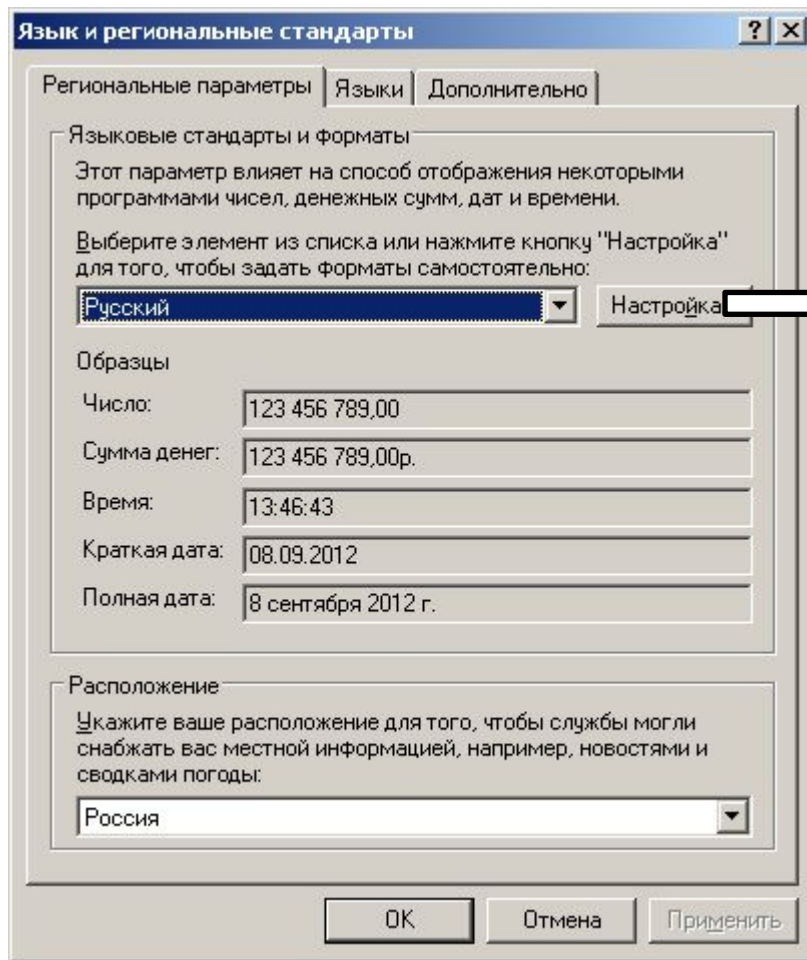 Язык и региональные стандарты
Региональные параметры Языки Дополнительно
Языковые стандарты и форматы
Этот параметр влияет на способ отображения некоторыми
программами чисел, денежных сумм, дат и времени.
Выберите элемент из списка или нажмите кнопку "Настройка"
для того, чтобы задать форматы самостоятельно:
Русский Настройка
Образцы
Число: 123 456 789,00
Сумма денег: 123 456 789,00р.
Время: 13:46:43
Краткая дата: 08.09.2012
Полная дата: 8 сентября 2012 г.
Расположение
Укажите ваше расположение для того, чтобы службы могли
снабжать вас местной информацией, например, новостями и
сводками погоды:
Россия
ОК Отмена Применить